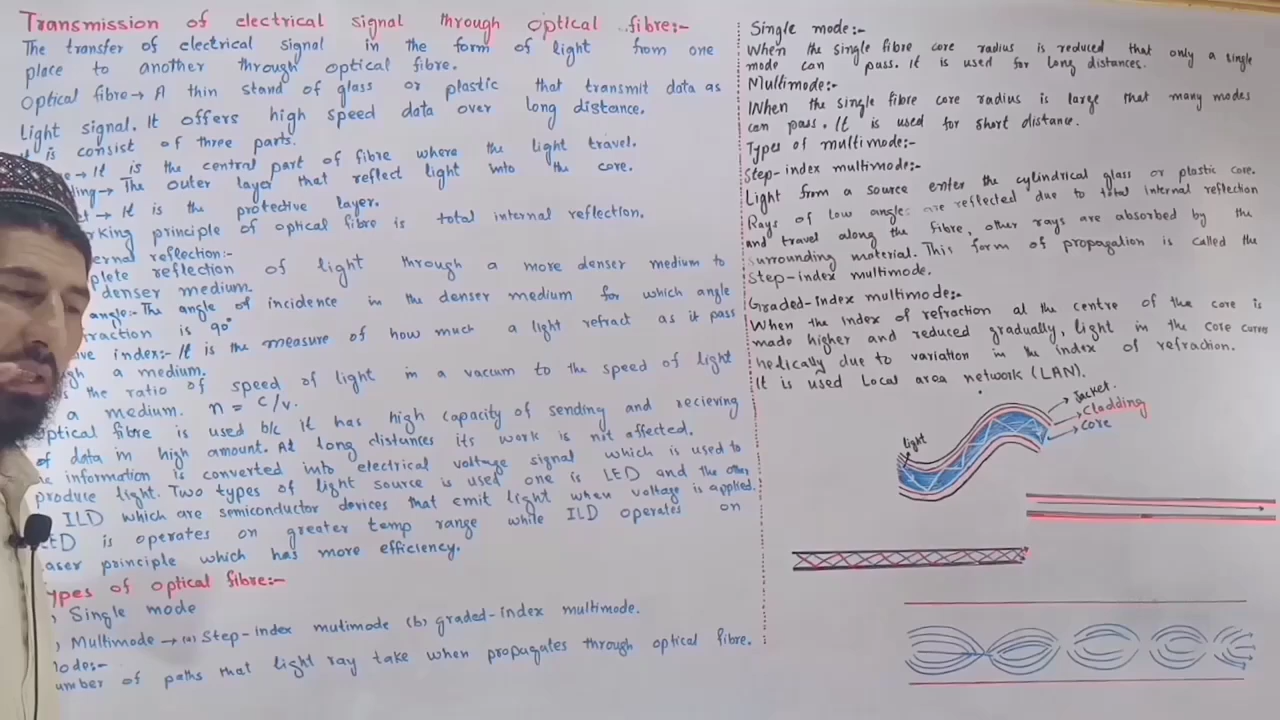 Transmission of electrical signal through optical fibre:-
The transfer of electrical signal in the form of light from one
place to another through optical fibre.
Optical fibre→ A thin stand of glass or plastic that transmit data as
Light signal. It offers high speed data over long distance.
is consist of three parts.
→ It is the central part of fibre where the light travel.
→ The outer layer that reflect light into the core.
→ It is the protective layer.
principle of optical fibre is total internal reflection.
reflection:-
reflection of light through a more denser medium to
denser medium.
angle:- The angle of incidence in the denser medium for which angle
is 90°
index:- It is the measure of how much a light refract as it pass
a medium.
the ratio of speed of light in a vaccum to the speed of light
a medium. n = c/v.
optical fibre is used b/c it has high capacity of sending and recieving
of data in high amount. At long distances its work is not affected.
information is converted into electrical voltage signal which is used to
produce light. Two types of light source is used one is LED and the other
ILD which are semiconductor devices that emit light when voltage is applied.
LED is operates on greater temp range while ILD operates on
principle which has more efficiency.
Types of optical fibre:-
) Single mode
) Multimode → (a) Step-index mutimode (b) graded-index multimode.
of paths that light ray take when propagates through optical fibre.
Single mode:-
When the single fibre core radius is reduced that only a single
mode can pass. It is used for long distances.
Multimode:-
When the single fibre core radius is large that many modes
can pass. It is used for short distance.
Types of multimode:-
Step-index multimode:-
Light from a source enter the cylindrical glass or plastic core.
Rays of low angle are reflected due to total internal reflection
and travel along the fibre, other rays are absorbed by the
surrounding material. This form of propagation is called the
step-index multimode.
Graded-Index multimode:-
When the index of refraction at the centre of the core is
made higher and reduced gradually, light in the core curves
helically due to variation in the index of refraction.
It is used Local area network (LAN).
Jacket.
Cladding
core
light